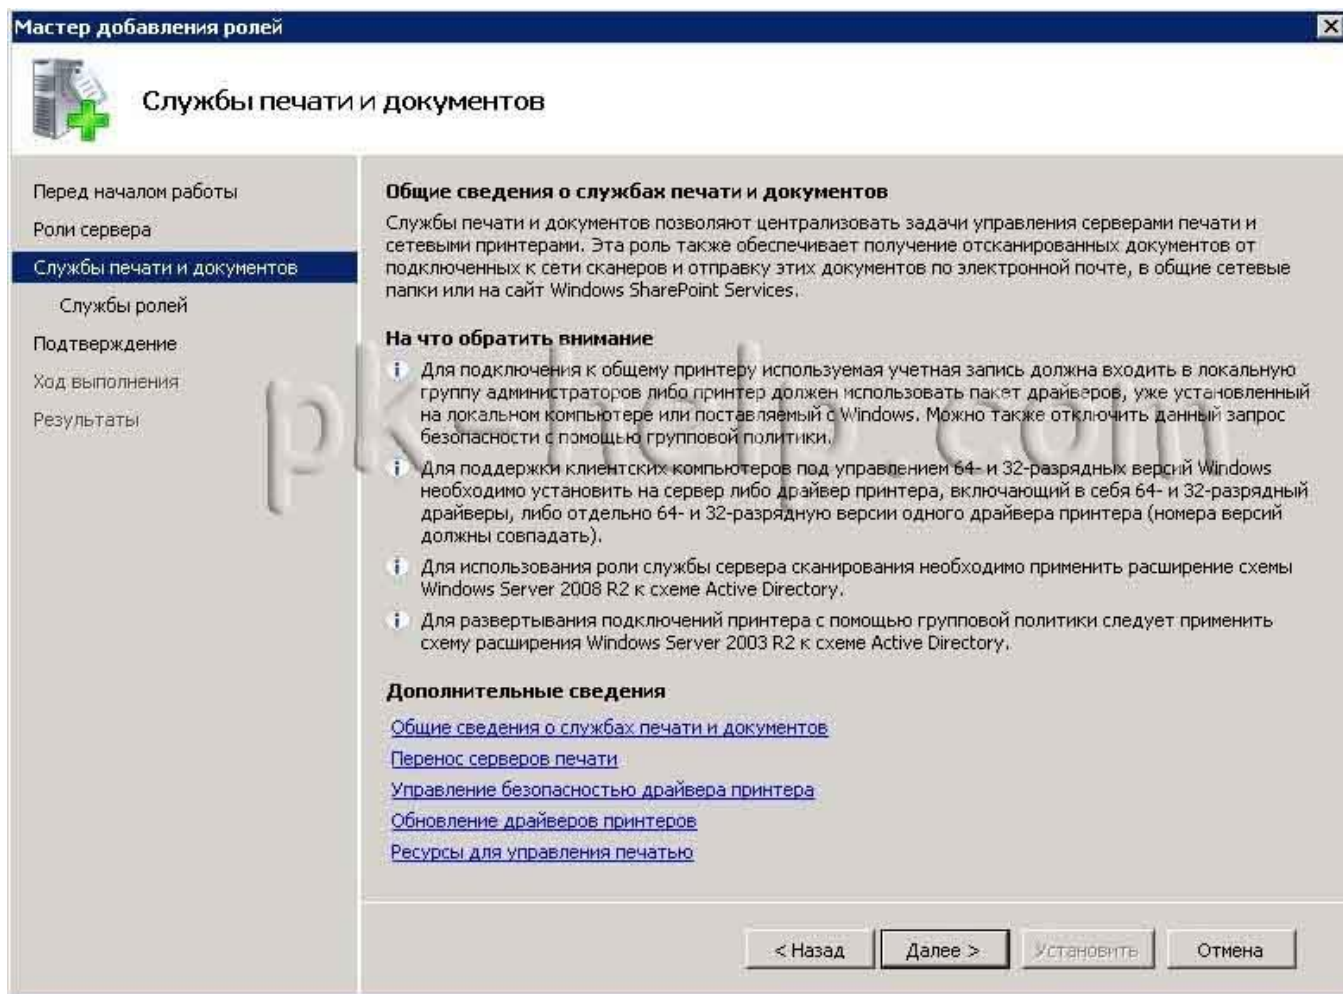 Мастер добавления ролей
Службы печати и документов
Перед началом работы
Роли сервера
Службы печати и документов
Службы ролей
Подтверждение
Ход выполнения
Результаты
Общие сведения о службах печати и документов
Службы печати и документов позволяют централизовать задачи управления серверами печати и
сетевыми принтерами. Эта роль также обеспечивает получение отсканированных документов от
подключенных к сети сканеров и отправку этих документов по электронной почте, в общие сетевые
папки или на сайт Windows SharePoint Services.
На что обратить внимание
Для подключения к общему принтеру используемая учетная запись должна входить в локальную
группу администраторов либо принтер должен использовать пакет драйверов, уже установленный
на локальном компьютере или поставляемый с Windows. Можно также отключить данный запрос
безопасности с помощью групповой политики.
Для поддержки клиентских компьютеров под управлением 64- и 32-разрядных версий Windows
необходимо установить на сервер либо драйвер принтера, включающий в себя 64- и 32-разрядный
драйверы, либо отдельно 64- и 32-разрядную версии одного драйвера принтера (номера версий
должны совпадать).
Для использования роли службы сервера сканирования необходимо применить расширение схемы
Windows Server 2008 R2 к схеме Active Directory.
Для развертывания подключений принтера с помощью групповой политики следует применить
схему расширения Windows Server 2003 R2 к схеме Active Directory.
Дополнительные сведения
Общие сведения о службах печати и документов
Перенос серверов печати
Управление безопасностью драйвера принтера
Обновление драйверов принтеров
Ресурсы для управления печатью
< Назад
Далее >
Установить
Отмена
pk-help.com